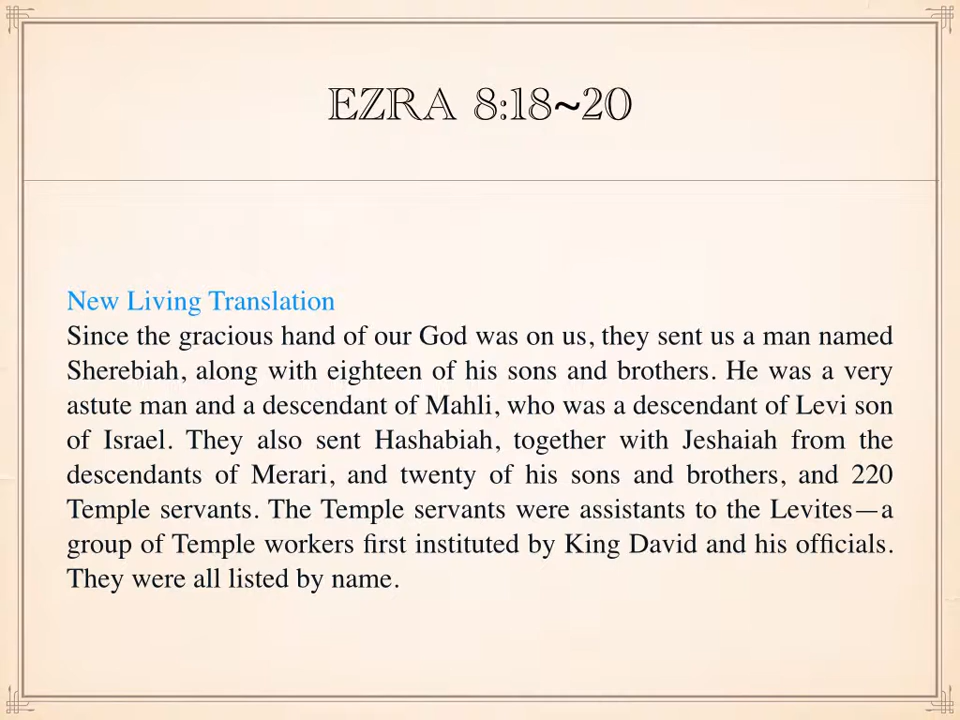 EZRA 8:18~20
New Living Translation
Since the gracious hand of our God was on us, they sent us a man named
Sherebiah, along with eighteen of his sons and brothers. He was a very
astute man and a descendant of Mahli, who was a descendant of Levi son
of Israel. They also sent Hashabiah, together with Jeshaiah from the
descendants of Merari, and twenty of his sons and brothers, and 220
Temple servants. The Temple servants were assistants to the Levites—a
group of Temple workers first instituted by King David and his officials.
They were all listed by name.